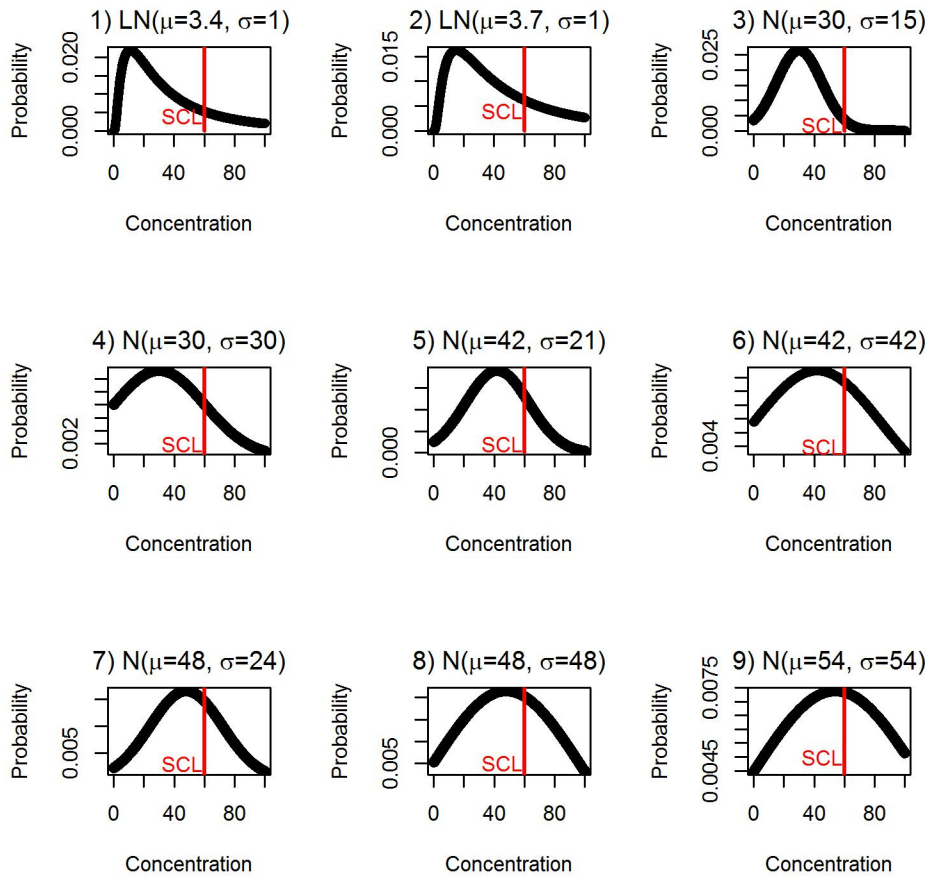 1) LN(μ=3.4, σ=1)
Probability
0.000 0.020
SCL
0 40 80
Concentration
2) LN(μ=3.7, σ=1)
Probability
0.000 0.015
SCL
0 40 80
Concentration
3) N(μ=30, σ=15)
Probability
0.000 0.025
SCL
0 40 80
Concentration
4) N(μ=30, σ=30)
Probability
0.002
SCL
0 40 80
Concentration
5) N(μ=42, σ=21)
Probability
0.000
SCL
0 40 80
Concentration
6) N(μ=42, σ=42)
Probability
0.004
SCL
0 40 80
Concentration
7) N(μ=48, σ=24)
Probability
0.005
SCL
0 40 80
Concentration
8) N(μ=48, σ=48)
Probability
0.005
SCL
0 40 80
Concentration
9) N(μ=54, σ=54)
Probability
0.0045 0.0075
SCL
0 40 80
Concentration